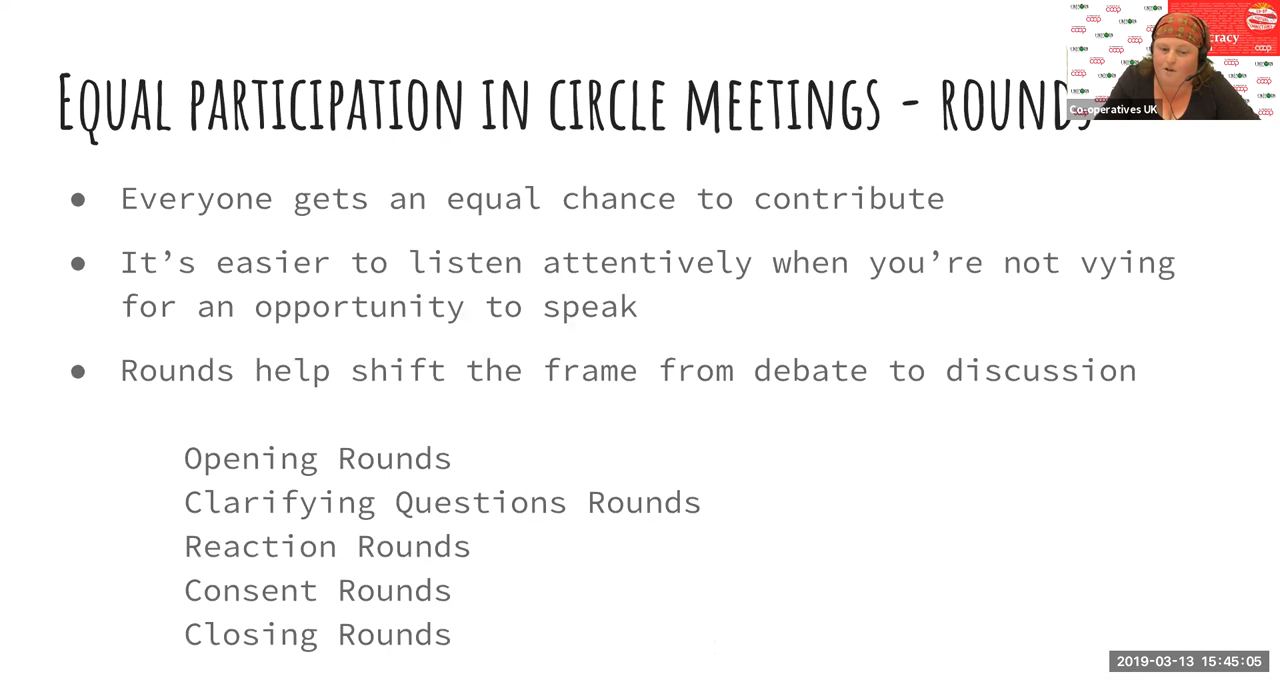 Equal participation in circle meetings - rounds
Co-operatives UK
● Everyone gets an equal chance to contribute
● It’s easier to listen attentively when you’re not vying
for an opportunity to speak
● Rounds help shift the frame from debate to discussion
Opening Rounds
Clarifying Questions Rounds
Reaction Rounds
Consent Rounds
Closing Rounds
2019-03-13 15:45:05